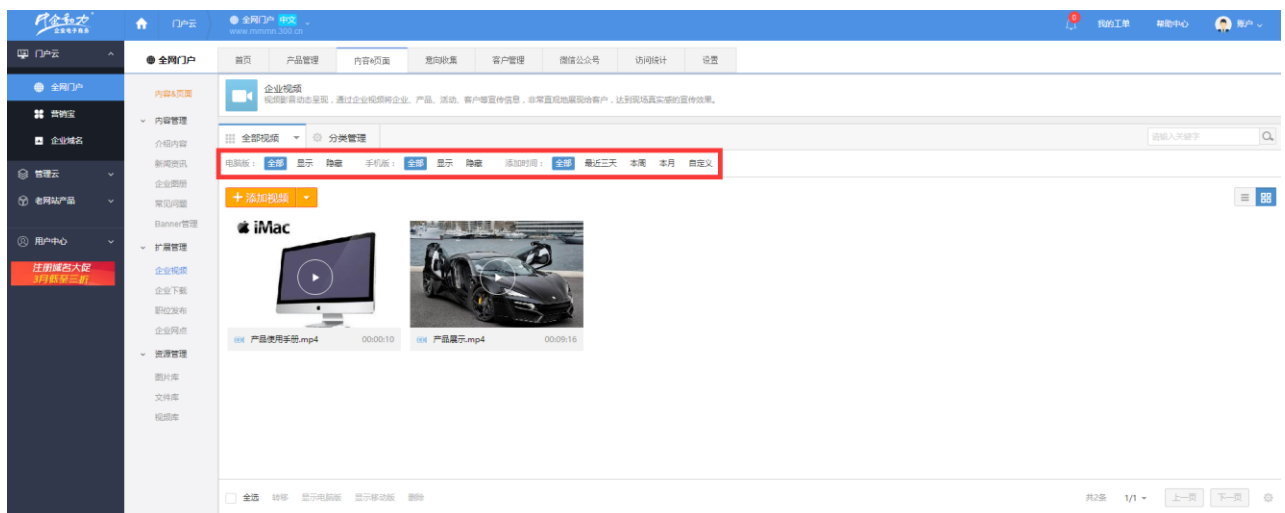 中企动力
企业电子商务
门户云
全网门户 中文
www.mmmn.300.cn
我的工单
帮助中心
账户
门户云
全网门户
营销宝
企业域名
管理云
老网站产品
用户中心
注册域名大促
3月低至三折
全网门户
内容&页面
内容管理
介绍内容
新闻资讯
企业图册
常见问题
Banner管理
扩展管理
企业视频
企业下载
职位发布
企业网点
资源管理
图片库
文件库
视频库
首页 产品管理 内容&页面 意向收集 客户管理 微信公众号 访问统计 设置
企业视频
视频影音动态呈现，通过企业视频将企业、产品、活动、客户等宣传信息，非常直观地展现给客户，达到现场真实感的宣传效果。
全部视频 分类管理
请输入关键字
电脑版： 全部 显示 隐藏 手机版： 全部 显示 隐藏 添加时间： 全部 最近三天 本周 本月 自定义
添加视频
iMac
产品使用手册.mp4 00:00:10
产品展示.mp4 00:09:16
全选 转移 显示电脑版 显示移动版 删除
共2条 1/1 上一页 下一页